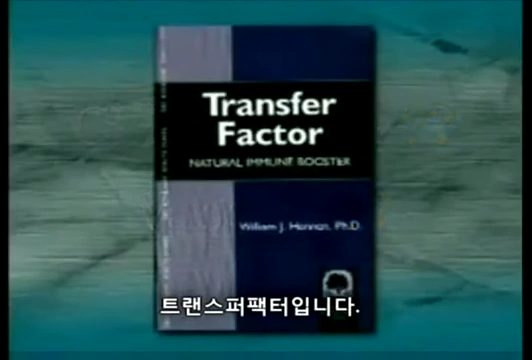 Transfer
Factor
NATURAL IMMUNE BOOSTER
William J. Hennen, Ph.D.
트랜스퍼팩터입니다.